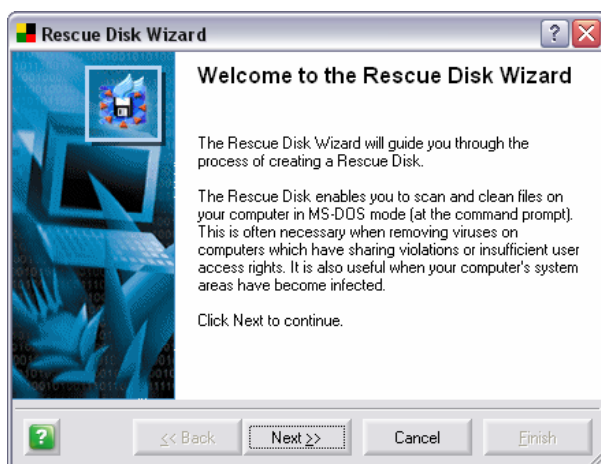 Rescue Disk Wizard
Welcome to the Rescue Disk Wizard
The Rescue Disk Wizard will guide you through the
process of creating a Rescue Disk.
The Rescue Disk enables you to scan and clean files on
your computer in MS-DOS mode (at the command prompt).
This is often necessary when removing viruses on
computers which have sharing violations or insufficient user
access rights. It is also useful when your computer's system
areas have become infected.
Click Next to continue.
<< Back
Next >>
Cancel
Finish